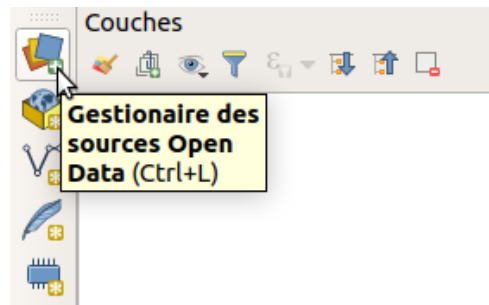 Couches
Gestionaire des
sources Open
Data (Ctrl+L)